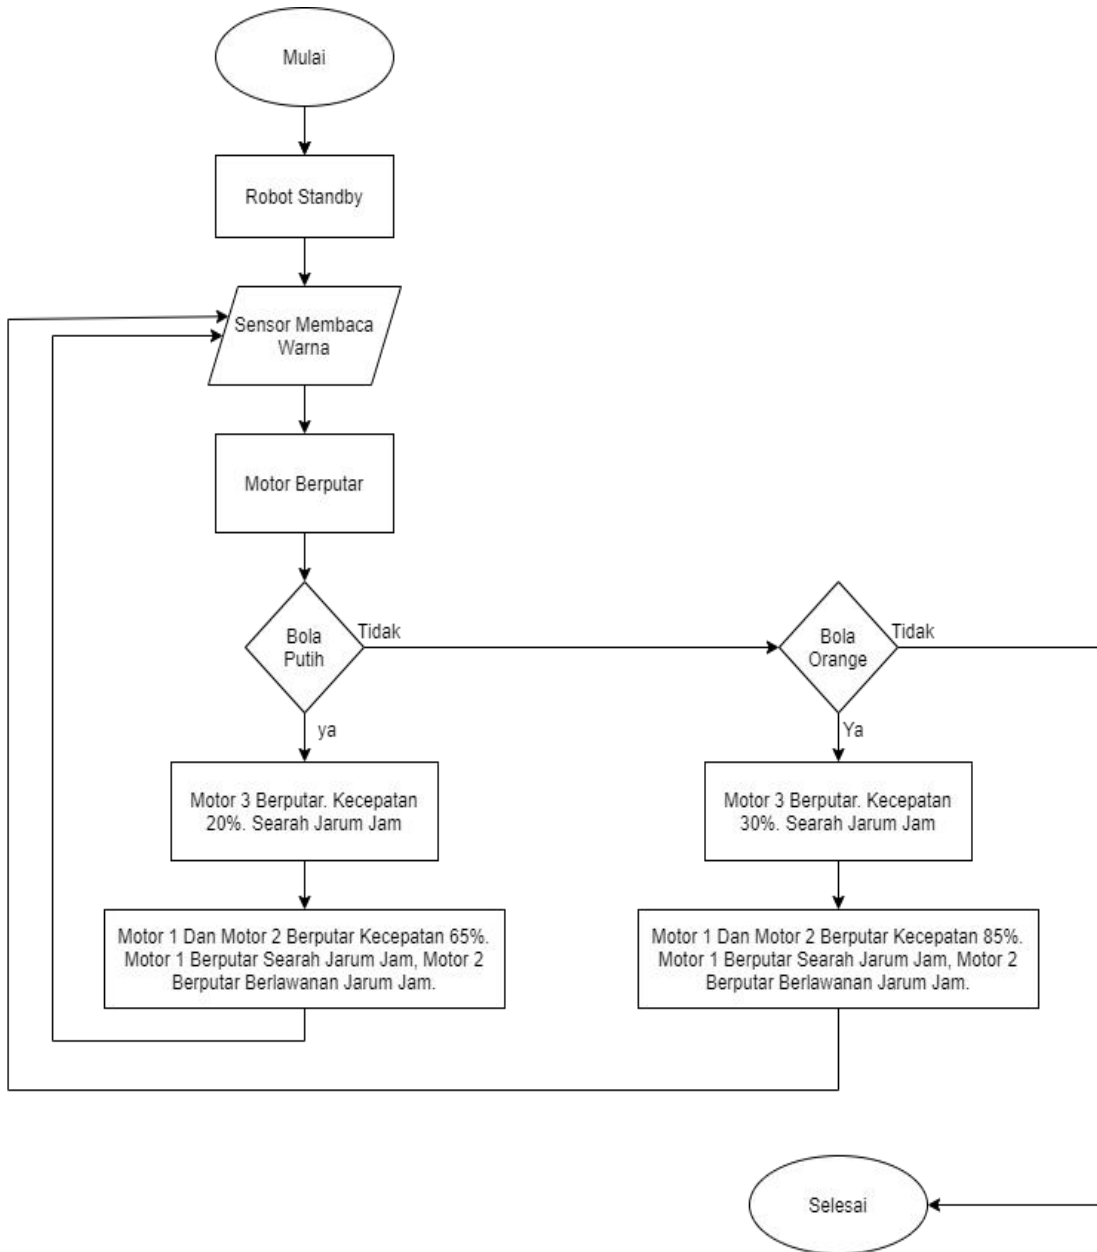 Mulai
Robot Standby
Sensor Membaca
Warna
Motor Berputar
Bola
Putih
Tidak
Bola
Orange
Tidak
ya
Ya
Motor 3 Berputar. Kecepatan
20%. Searah Jarum Jam
Motor 3 Berputar. Kecepatan
30%. Searah Jarum Jam
Motor 1 Dan Motor 2 Berputar Kecepatan 65%.
Motor 1 Berputar Searah Jarum Jam, Motor 2
Berputar Berlawanan Jarum Jam.
Motor 1 Dan Motor 2 Berputar Kecepatan 85%.
Motor 1 Berputar Searah Jarum Jam, Motor 2
Berputar Berlawanan Jarum Jam.
Selesai